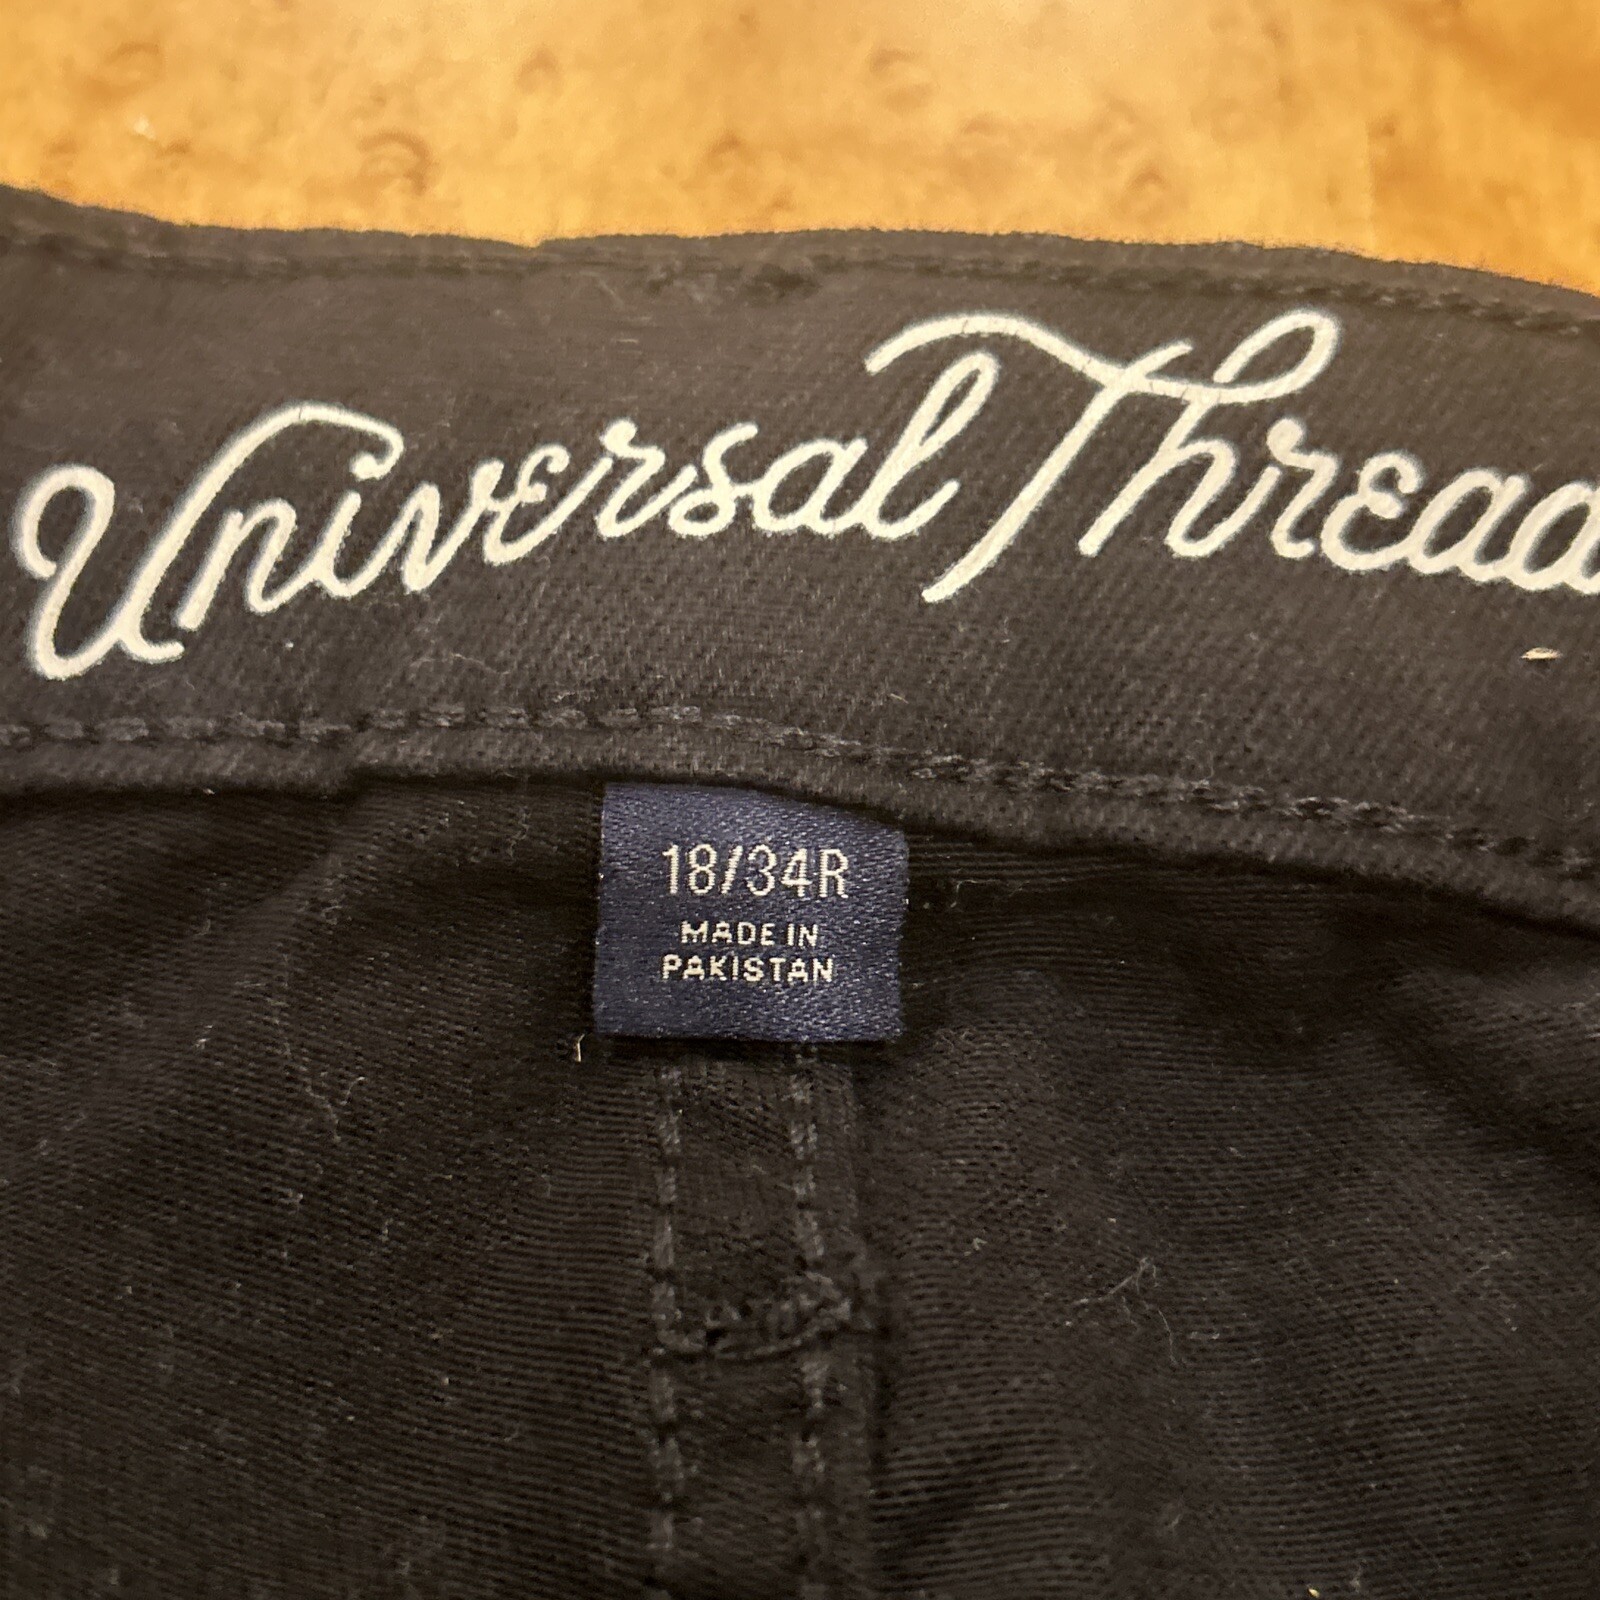 Universal Thread
18/34R
MADE IN
PAKISTAN